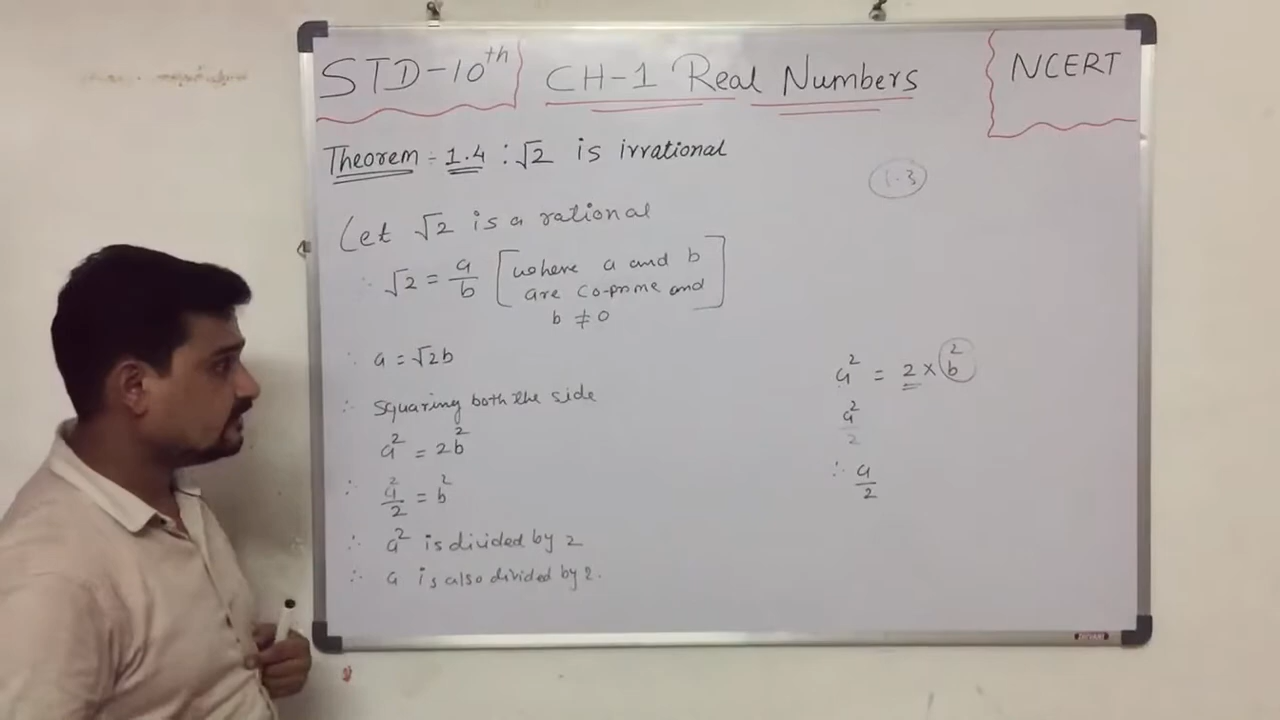 STD-10th
CH-1 Real Numbers
NCERT
Theorem :- 1.4 : √2 is irrational
1.3
Let √2 is a rational
∴ √2 = a/b [where a and b
are co-prime and]
b ≠ 0
∴ a = √2b
∴ squaring both the side
a² = 2b²
∴ a²/2 = b²
∴ a² is divided by 2
∴ a is also divided by 2.
a² = 2 × b²
a²/2
∴ a/2